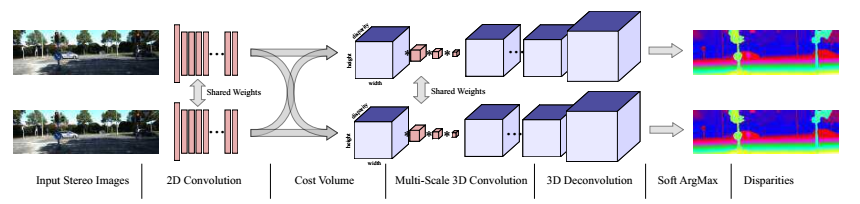 disparity
height
width
* * *
...
...
Shared Weights
Shared Weights
disparity
height
width
* * *
...
...
Input Stereo Images
2D Convolution
Cost Volume
Multi-Scale 3D Convolution
3D Deconvolution
Soft ArgMax
Disparities